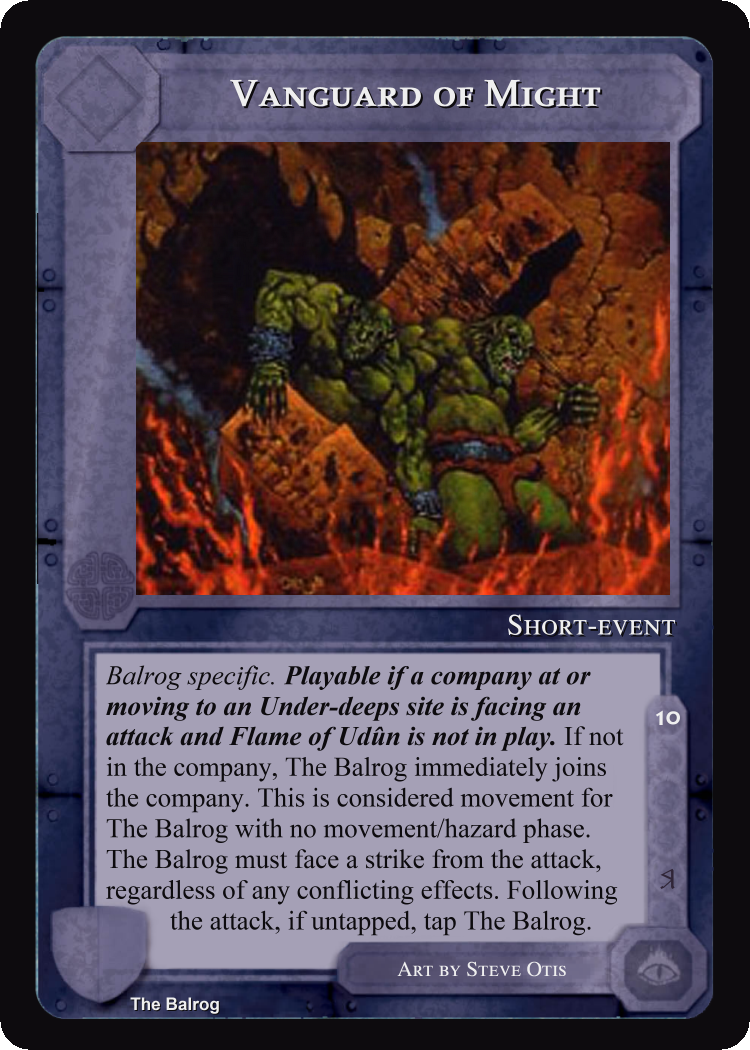 Vanguard of Might
Short-event
Balrog specific. Playable if a company at or
moving to an Under-deeps site is facing an
attack and Flame of Udûn is not in play. If not
in the company, The Balrog immediately joins
the company. This is considered movement for
The Balrog with no movement/hazard phase.
The Balrog must face a strike from the attack,
regardless of any conflicting effects. Following
the attack, if untapped, tap The Balrog.
10
Art by Steve Otis
The Balrog